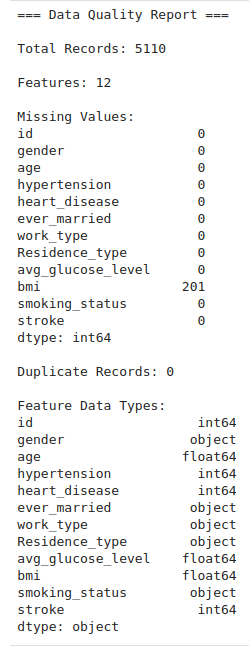 === Data Quality Report ===
Total Records: 5110
Features: 12
Missing Values:
id 0
gender 0
age 0
hypertension 0
heart_disease 0
ever_married 0
work_type 0
Residence_type 0
avg_glucose_level 0
bmi 201
smoking_status 0
stroke 0
dtype: int64
Duplicate Records: 0
Feature Data Types:
id int64
gender object
age float64
hypertension int64
heart_disease int64
ever_married object
work_type object
Residence_type object
avg_glucose_level float64
bmi float64
smoking_status object
stroke int64
dtype: object